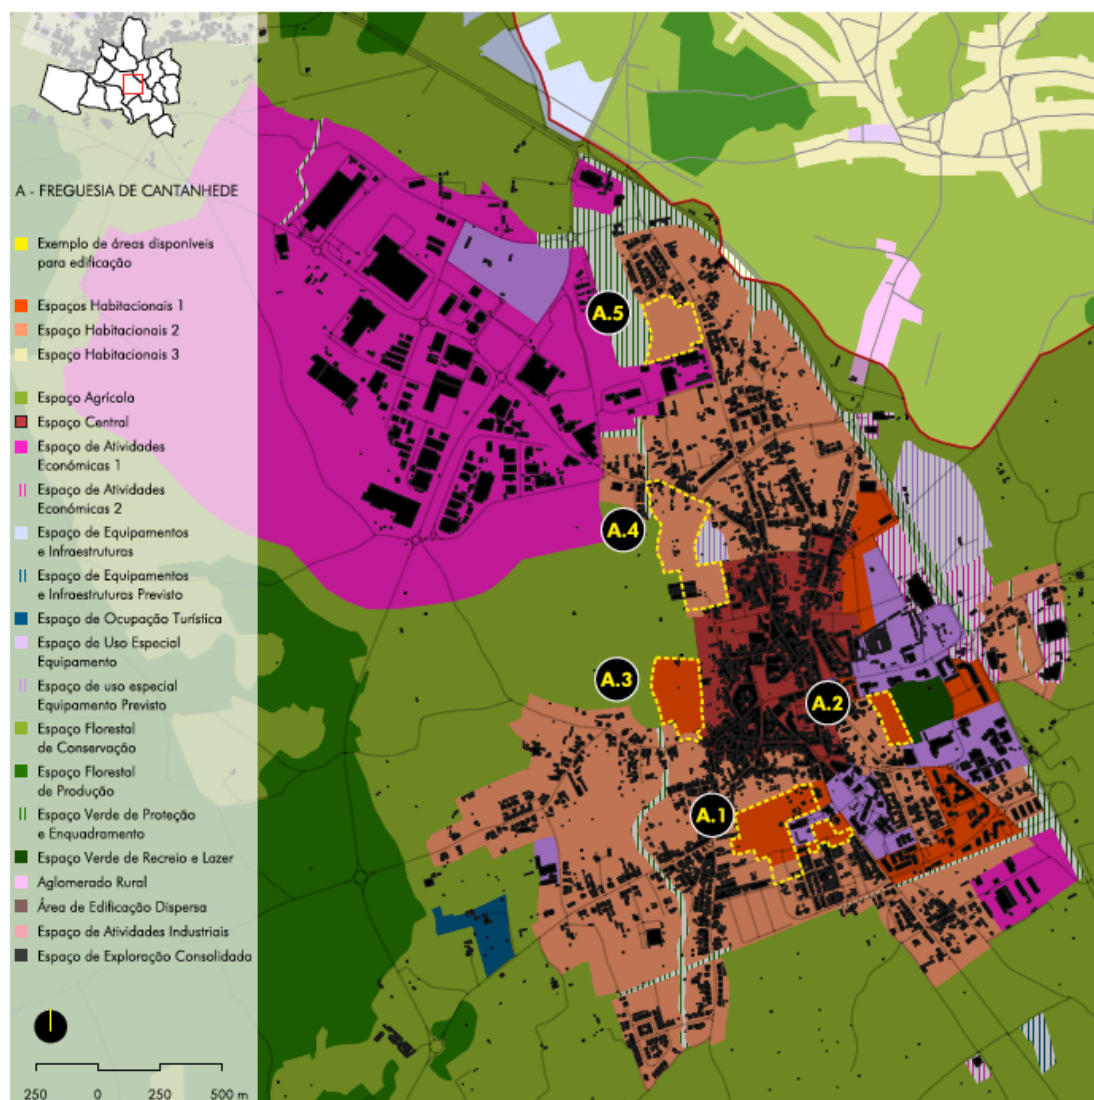 A - FREGUESIA DE CANTANHEDE
Exemplo de áreas disponíveis
para edificação
Espaços Habitacionais 1
Espaço Habitacionais 2
Espaço Habitacionais 3
Espaço Agrícola
Espaço Central
Espaço de Atividades
Económicas 1
Espaço de Atividades
Económicas 2
Espaço de Equipamentos
e Infraestruturas
Espaço de Equipamentos
e Infraestruturas Previsto
Espaço de Ocupação Turística
Espaço de Uso Especial
Equipamento
Espaço de uso especial
Equipamento Previsto
Espaço Florestal
de Conservação
Espaço Florestal
de Produção
Espaço Verde de Proteção
e Enquadramento
Espaço Verde de Recreio e Lazer
Aglomerado Rural
Área de Edificação Dispersa
Espaço de Atividades Industriais
Espaço de Exploração Consolidada
250 0 250 500 m
A.5
A.4
A.3
A.2
A.1